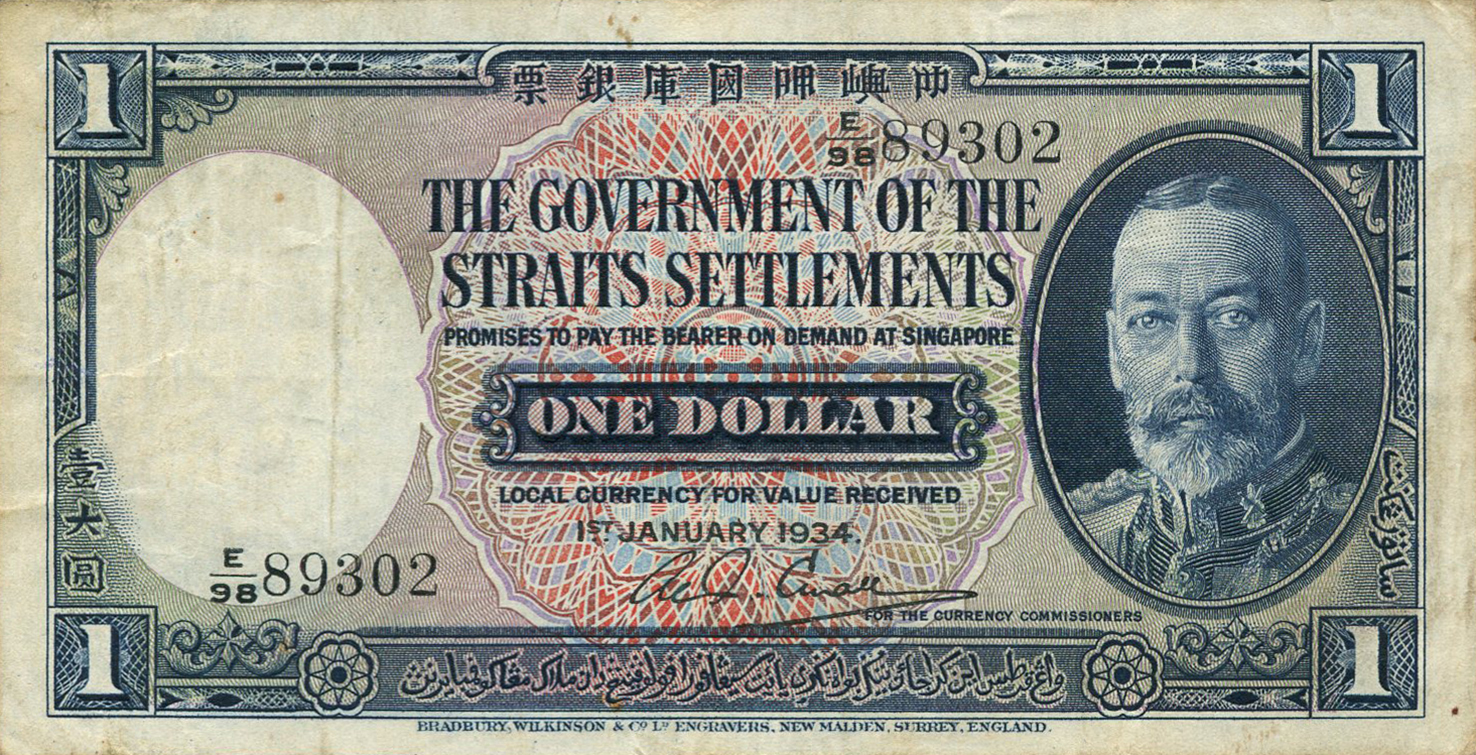 1
叻嶼呷國庫銀票
1
E/98 89302
THE GOVERNMENT OF THE
STRAITS SETTLEMENTS
PROMISES TO PAY THE BEARER ON DEMAND AT SINGAPORE
ONE DOLLAR
LOCAL CURRENCY FOR VALUE RECEIVED
1ST JANUARY 1934.
壹大圓
E/98 89302
FOR THE CURRENCY COMMISSIONERS
1
1
BRADBURY, WILKINSON & Co Ld ENGRAVERS, NEW MALDEN, SURREY, ENGLAND.